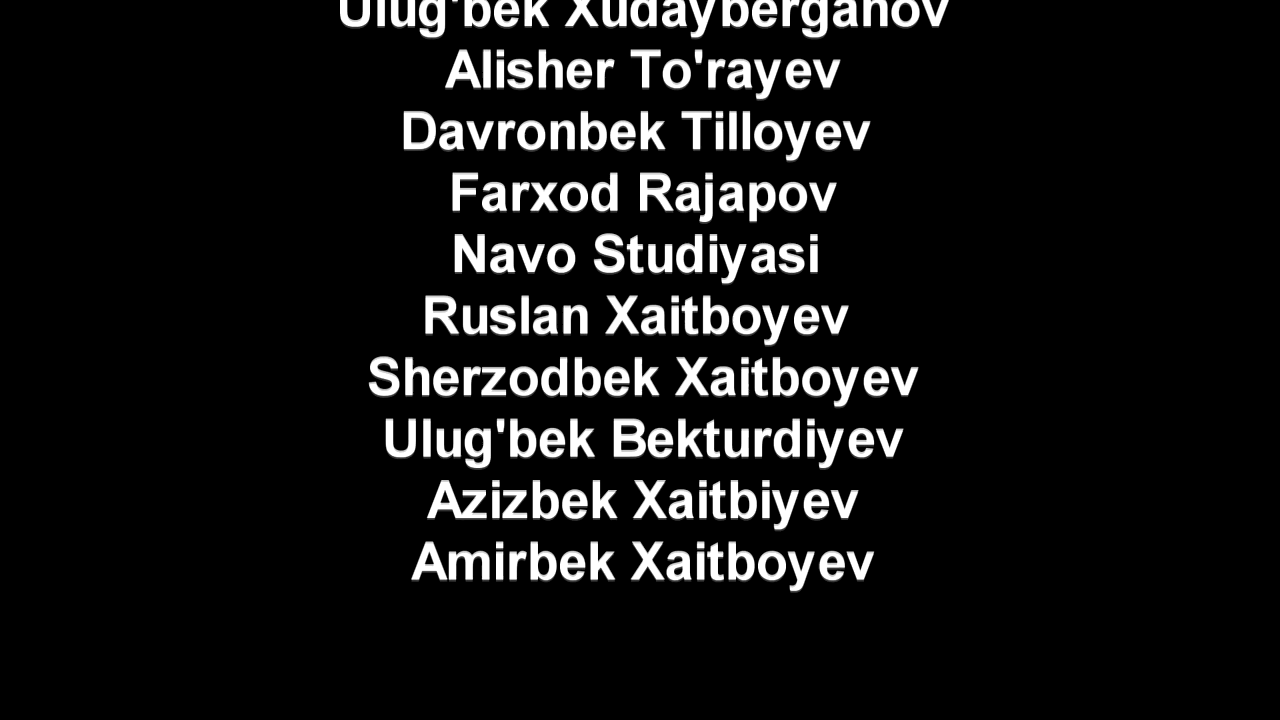 Ulug'bek Xudayberganov
Alisher To'rayev
Davronbek Tilloyev
Farxod Rajapov
Navo Studiyasi
Ruslan Xaitboyev
Sherzodbek Xaitboyev
Ulug'bek Bekturdiyev
Azizbek Xaitbiyev
Amirbek Xaitboyev